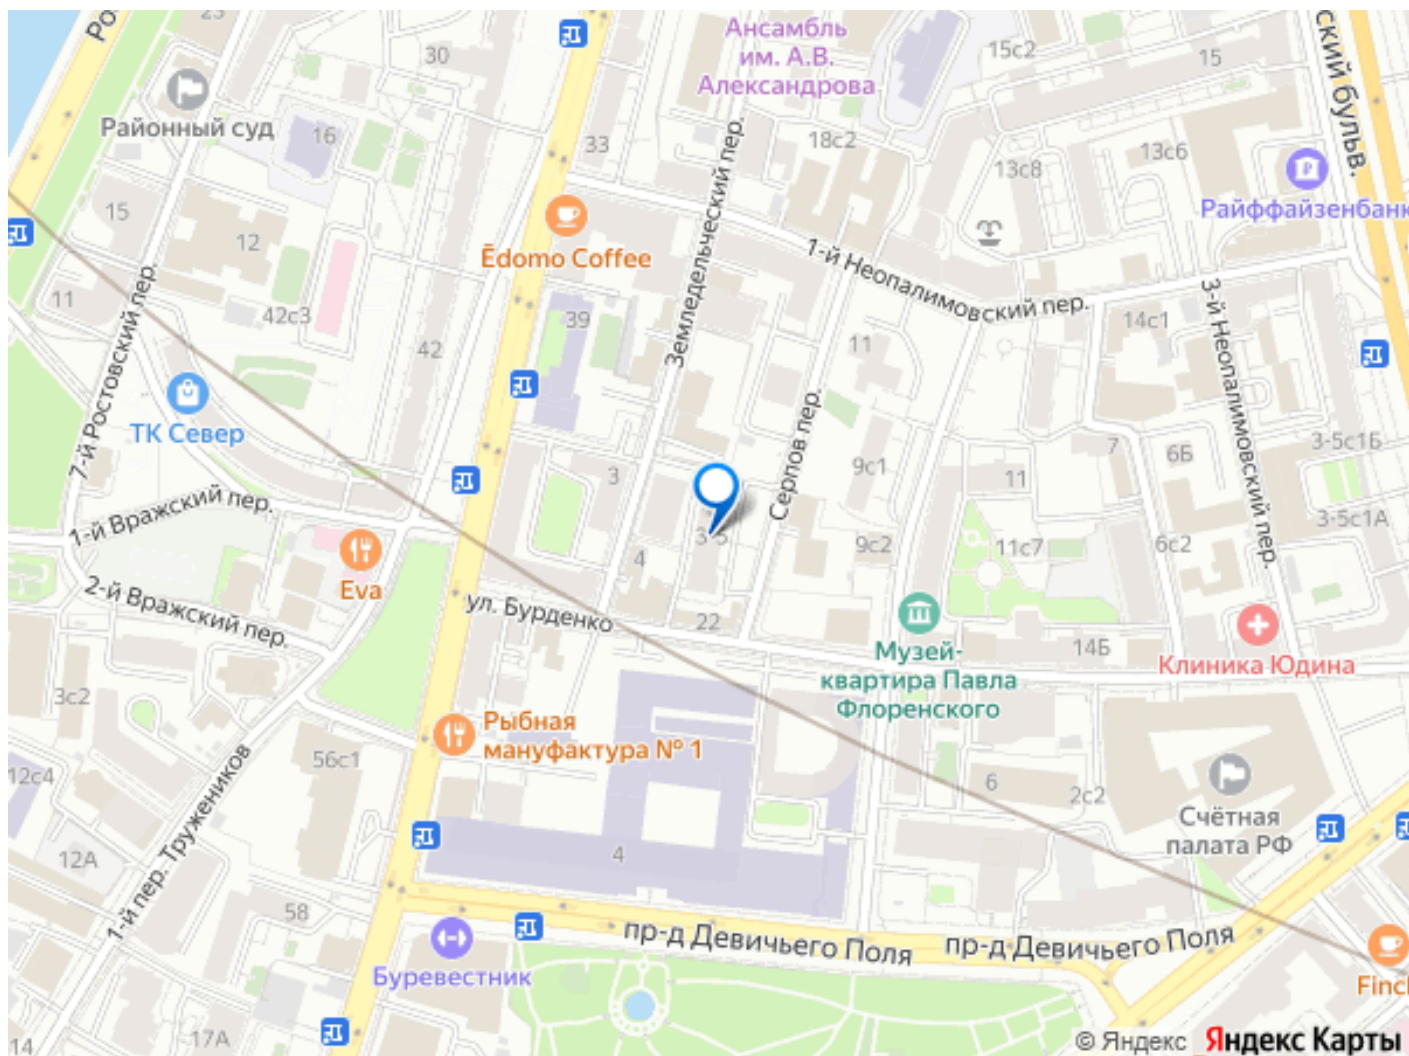 Ансамбль
им. А.В.
Александрова
30
15с2
15
ский бульв.
Районный суд
16
33
18с2
13с8
13с6
Райффайзенбанк
15
12
Ēdomo Coffee
Земледельческий пер.
1-й Неопалимовский пер.
11
42с3
39
42
11
14с1
3-й Неопалимовский пер.
7-й Ростовский пер.
ТК Север
Серпов пер.
3
9с1
11
7
6Б
3-5с1Б
3-5с1А
1-й Вражский пер.
3-5
4
9с2
11с7
6с2
Eva
2-й Вражский пер.
ул. Бурденко
22
Музей-
квартира Павла
Флоренского
14Б
Клиника Юдина
3с2
Рыбная
мануфактура № 1
56с1
12с4
6
2с2
Счётная
палата РФ
12А
1-й пер. Тружеников
4
58
пр-д Девичьего Поля
пр-д Девичьего Поля
Буревестник
Finch
14
17А
© Яндекс Яндекс Карты